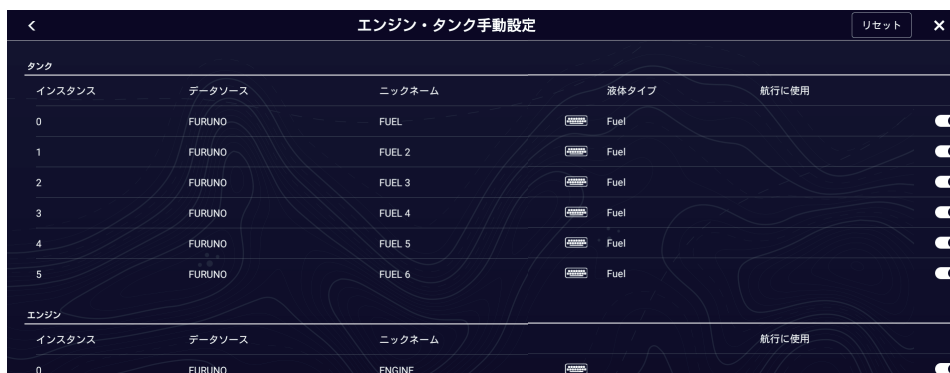 エンジン・タンク手動設定 リセット
タンク
インスタンス データソース ニックネーム 液体タイプ 航行に使用
0 FURUNO FUEL Fuel
1 FURUNO FUEL 2 Fuel
2 FURUNO FUEL 3 Fuel
3 FURUNO FUEL 4 Fuel
4 FURUNO FUEL 5 Fuel
5 FURUNO FUEL 6 Fuel
エンジン
インスタンス データソース ニックネーム 航行に使用
0 FURUNO ENGINE